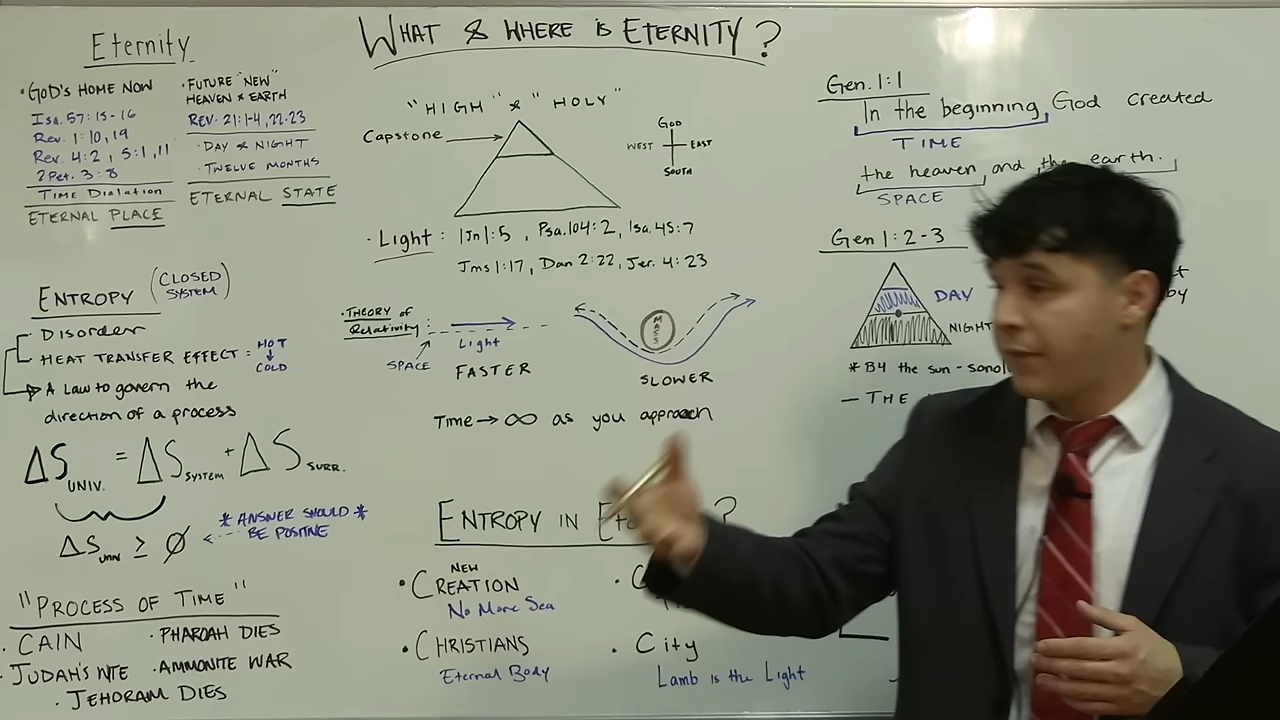 WHAT & WHERE IS ETERNITY?
Eternity
• GOD'S HOME NOW
Isa. 57:15-16
Rev. 1:10, 19
Rev. 4:2, 5:1, 11
2 Pet. 3:8
TIME Dialation
ETERNAL PLACE
• FUTURE "NEW"
HEAVEN & EARTH
REV. 21:1-4, 22-23
• DAY & NIGHT
• TWELVE MONTHS
ETERNAL STATE
ENTROPY (CLOSED
SYSTEM)
Disorder
HEAT TRANSFER EFFECT: HOT
↓
COLD
A LAW to govern the
direction of a process
ΔS UNIV. = ΔS SYSTEM + ΔS SURR.
ΔS UNIV ≥ Ø
* ANSWER SHOULD *
BE POSITIVE
"PROCESS OF TIME"
• CAIN
• PHAROAH DIES
• JUDAH'S WIFE
• AMMONITE WAR
• JEHORAM DIES
"HIGH" & "HOLY"
Capstone
GOD
WEST
EAST
SOUTH
• Light: 1Jn 1:5, Psa. 104:2, Isa. 45:7
Jms 1:17, Dan 2:22, Jer. 4:23
• THEORY of
Relativity:
Light
SPACE
FASTER
MASS
SLOWER
Time → ∞ as you approach
ENTROPY IN ?
• NEW
CREATION
No More Sea
• CHRISTIANS
Eternal Body
• City
Lamb is the Light
Gen. 1:1
In the beginning, God created
TIME
the heaven, and the earth.
SPACE
Gen 1:2-3
DAY
NIGHT
by
* B4 the sun -
— THE